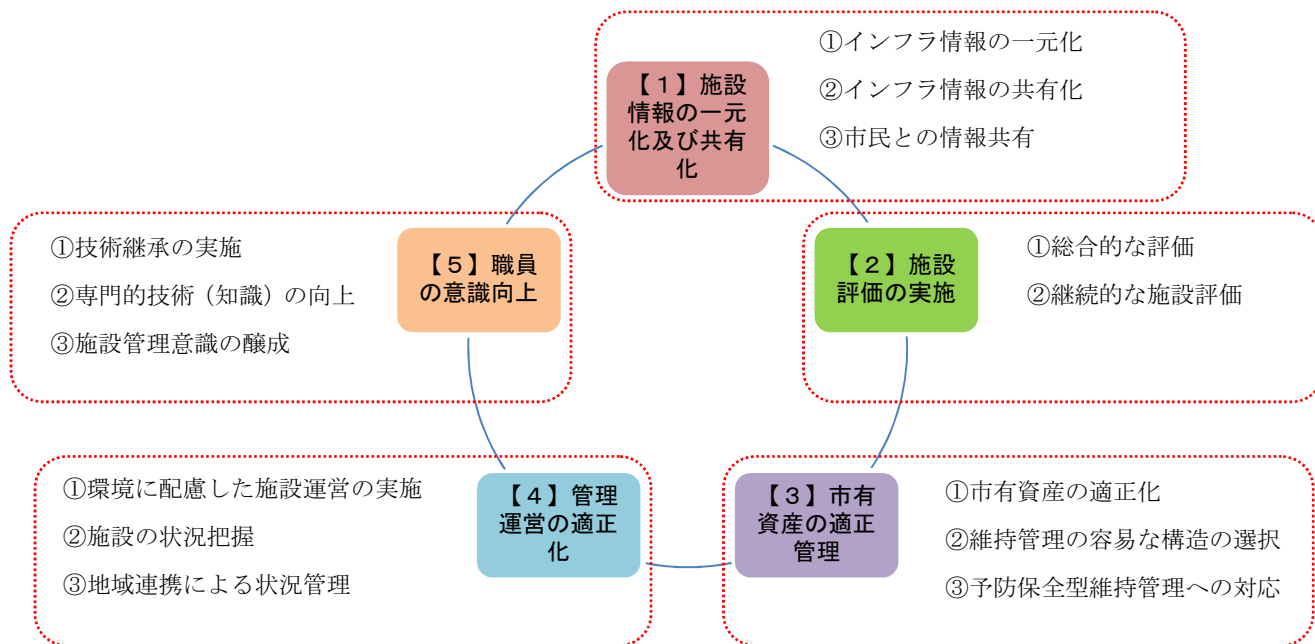 【１】施設
情報の一元
化及び共有
化
①インフラ情報の一元化
②インフラ情報の共有化
③市民との情報共有
【２】施設
評価の実施
①総合的な評価
②継続的な施設評価
【３】市有
資産の適正
管理
①市有資産の適正化
②維持管理の容易な構造の選択
③予防保全型維持管理への対応
【４】管理
運営の適正
化
①環境に配慮した施設運営の実施
②施設の状況把握
③地域連携による状況管理
【５】職員
の意識向上
①技術継承の実施
②専門的技術（知識）の向上
③施設管理意識の醸成